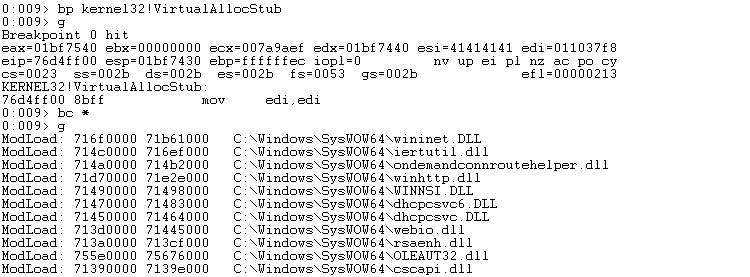 0:009> bp kernel32!VirtualAllocStub
0:009> g
Breakpoint 0 hit
eax=01bf7540 ebx=00000000 ecx=007a9aef edx=01bf7440 esi=41414141 edi=011037f8
eip=76d4ff00 esp=01bf7430 ebp=ffffffec iopl=0         nv up ei pl nz ac po cy
cs=0023  ss=002b  ds=002b  es=002b  fs=0053  gs=002b             efl=00000213
KERNEL32!VirtualAllocStub:
76d4ff00 8bff            mov     edi,edi
0:009> bc *
0:009> g
ModLoad: 716f0000 71b61000   C:\Windows\SysWOW64\wininet.DLL
ModLoad: 714c0000 716ef000   C:\Windows\SysWOW64\iertutil.dll
ModLoad: 714a0000 714b2000   C:\Windows\SysWOW64\ondemandconnroutehelper.dll
ModLoad: 71d70000 71e2e000   C:\Windows\SysWOW64\winhttp.dll
ModLoad: 71490000 71498000   C:\Windows\SysWOW64\WINNSI.DLL
ModLoad: 71470000 71483000   C:\Windows\SysWOW64\dhcpcsvc6.DLL
ModLoad: 71450000 71464000   C:\Windows\SysWOW64\dhcpcsvc.DLL
ModLoad: 713d0000 71445000   C:\Windows\SysWOW64\webio.dll
ModLoad: 713a0000 713cf000   C:\Windows\SysWOW64\rsaenh.dll
ModLoad: 755e0000 75676000   C:\Windows\SysWOW64\OLEAUT32.dll
ModLoad: 71390000 7139e000   C:\Windows\SysWOW64\cscapi.dll